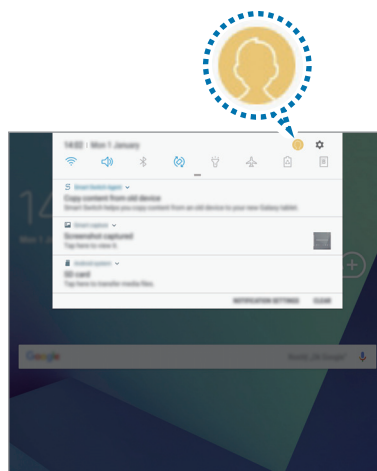 14:02 | Mon 1 January
Smart Switch Agent
Copy content from old device
Smart Switch helps you copy content from an old device to your new Galaxy tablet.
Smart capture
Screenshot captured
Tap here to view it.
Android system
SD card
Tap here to transfer media files.
NOTIFICATION SETTINGS CLEAR
Google